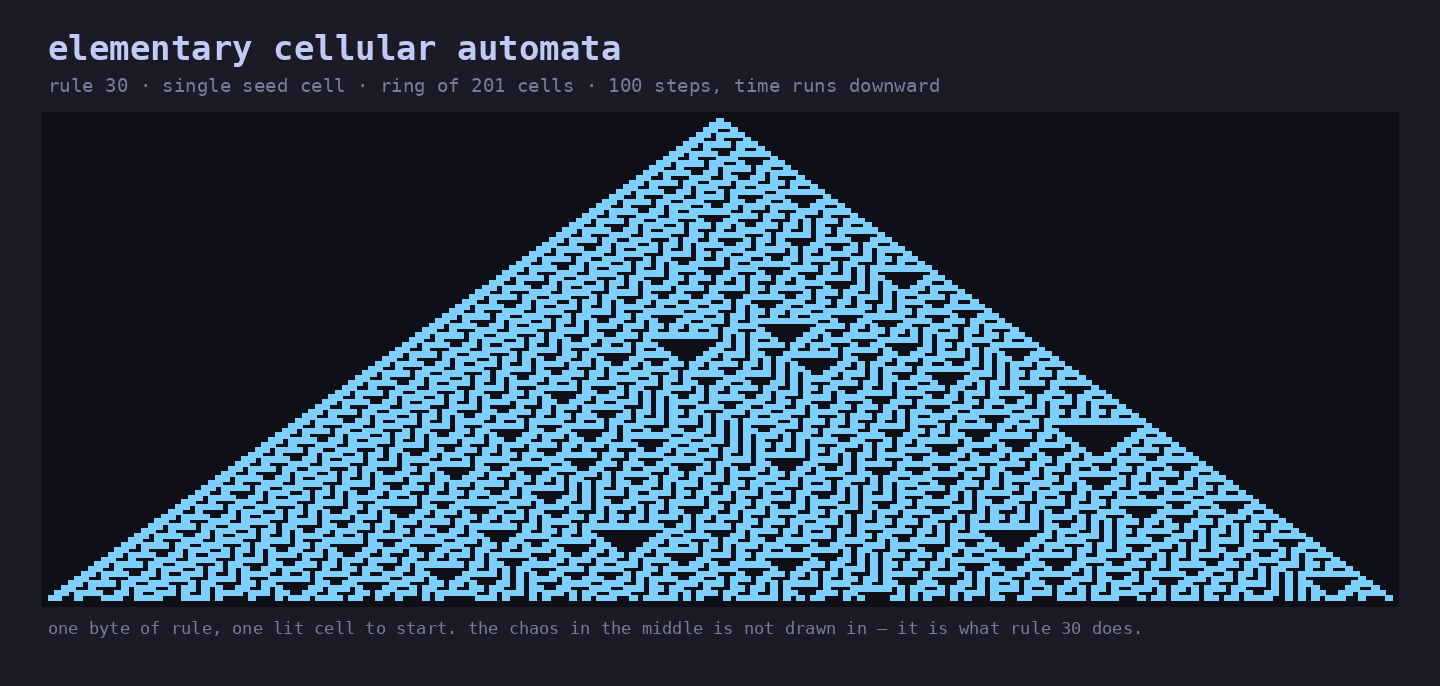 elementary cellular automata
rule 30 · single seed cell · ring of 201 cells · 100 steps, time runs downward
one byte of rule, one lit cell to start. the chaos in the middle is not drawn in — it is what rule 30 does.